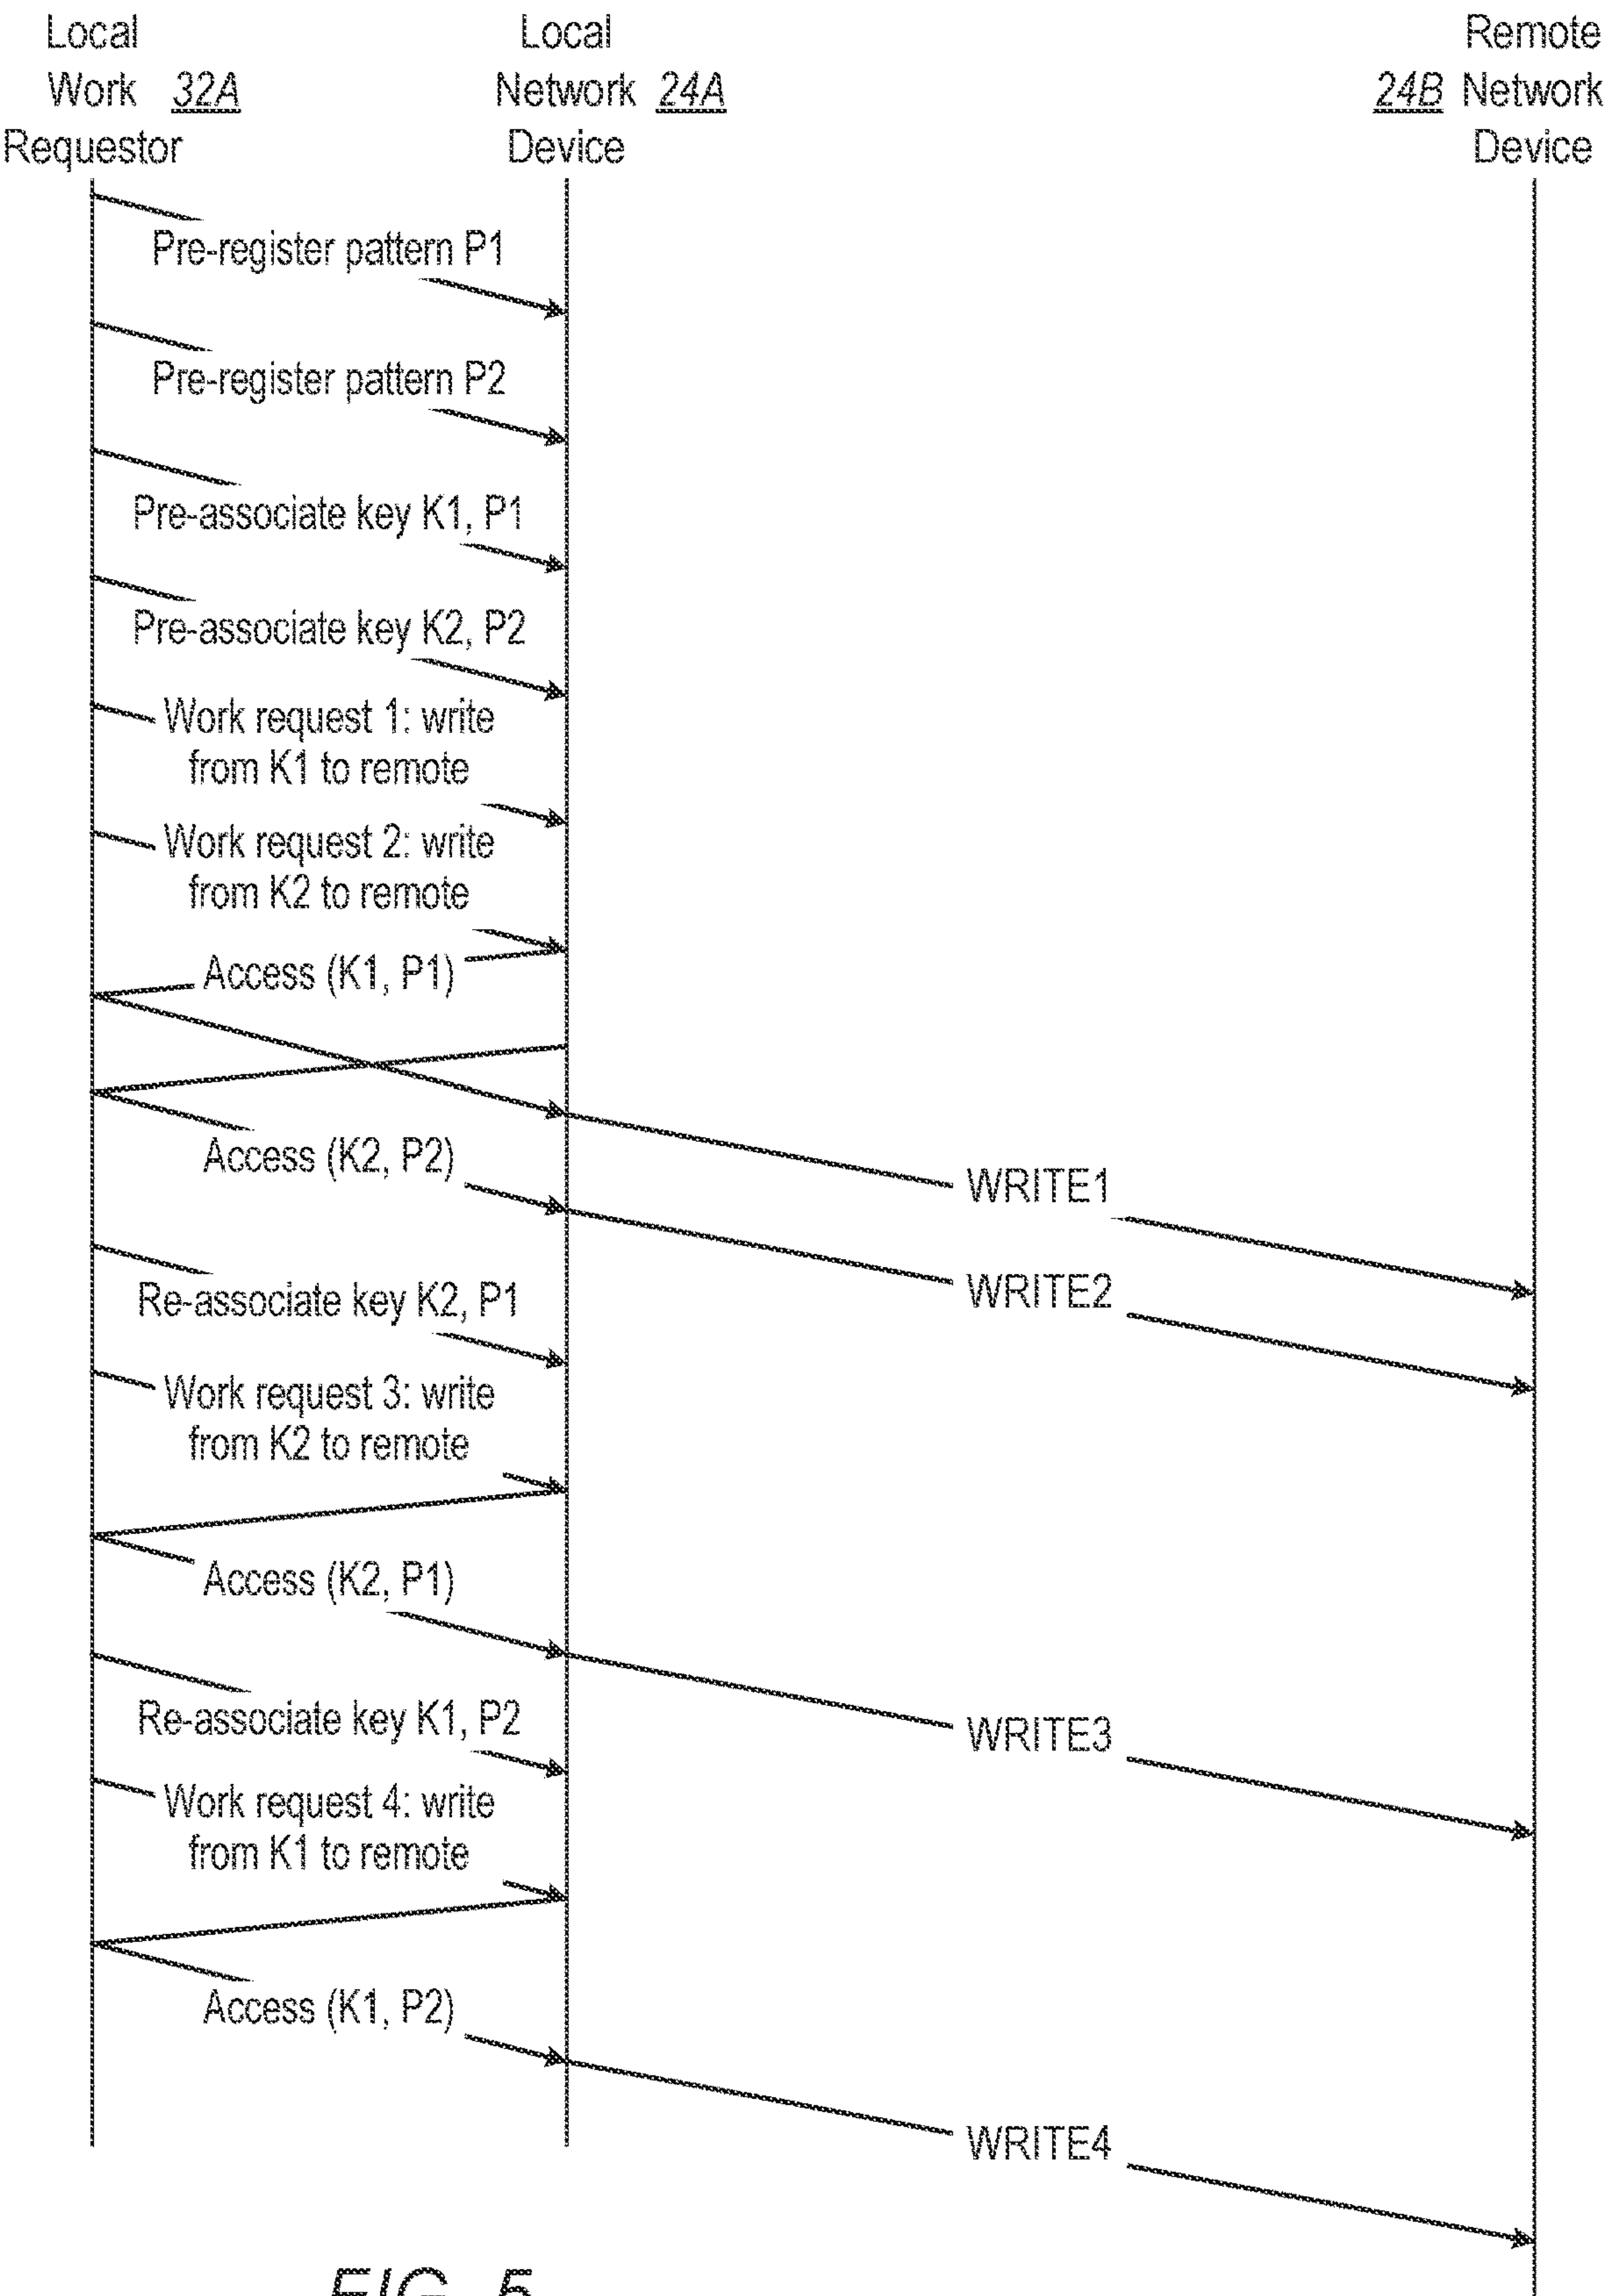 Local
Work 32A
Requestor
Local
Network 24A
Device
Remote
24B Network
Device
Pre-register pattern P1
Pre-register pattern P2
Pre-associate key K1, P1
Pre-associate key K2, P2
Work request 1: write
from K1 to remote
Work request 2: write
from K2 to remote
Access (K1, P1)
Access (K2, P2)
WRITE1
WRITE2
Re-associate key K2, P1
Work request 3: write
from K2 to remote
Access (K2, P1)
Re-associate key K1, P2
WRITE3
Work request 4: write
from K1 to remote
Access (K1, P2)
WRITE4
FIG. 5